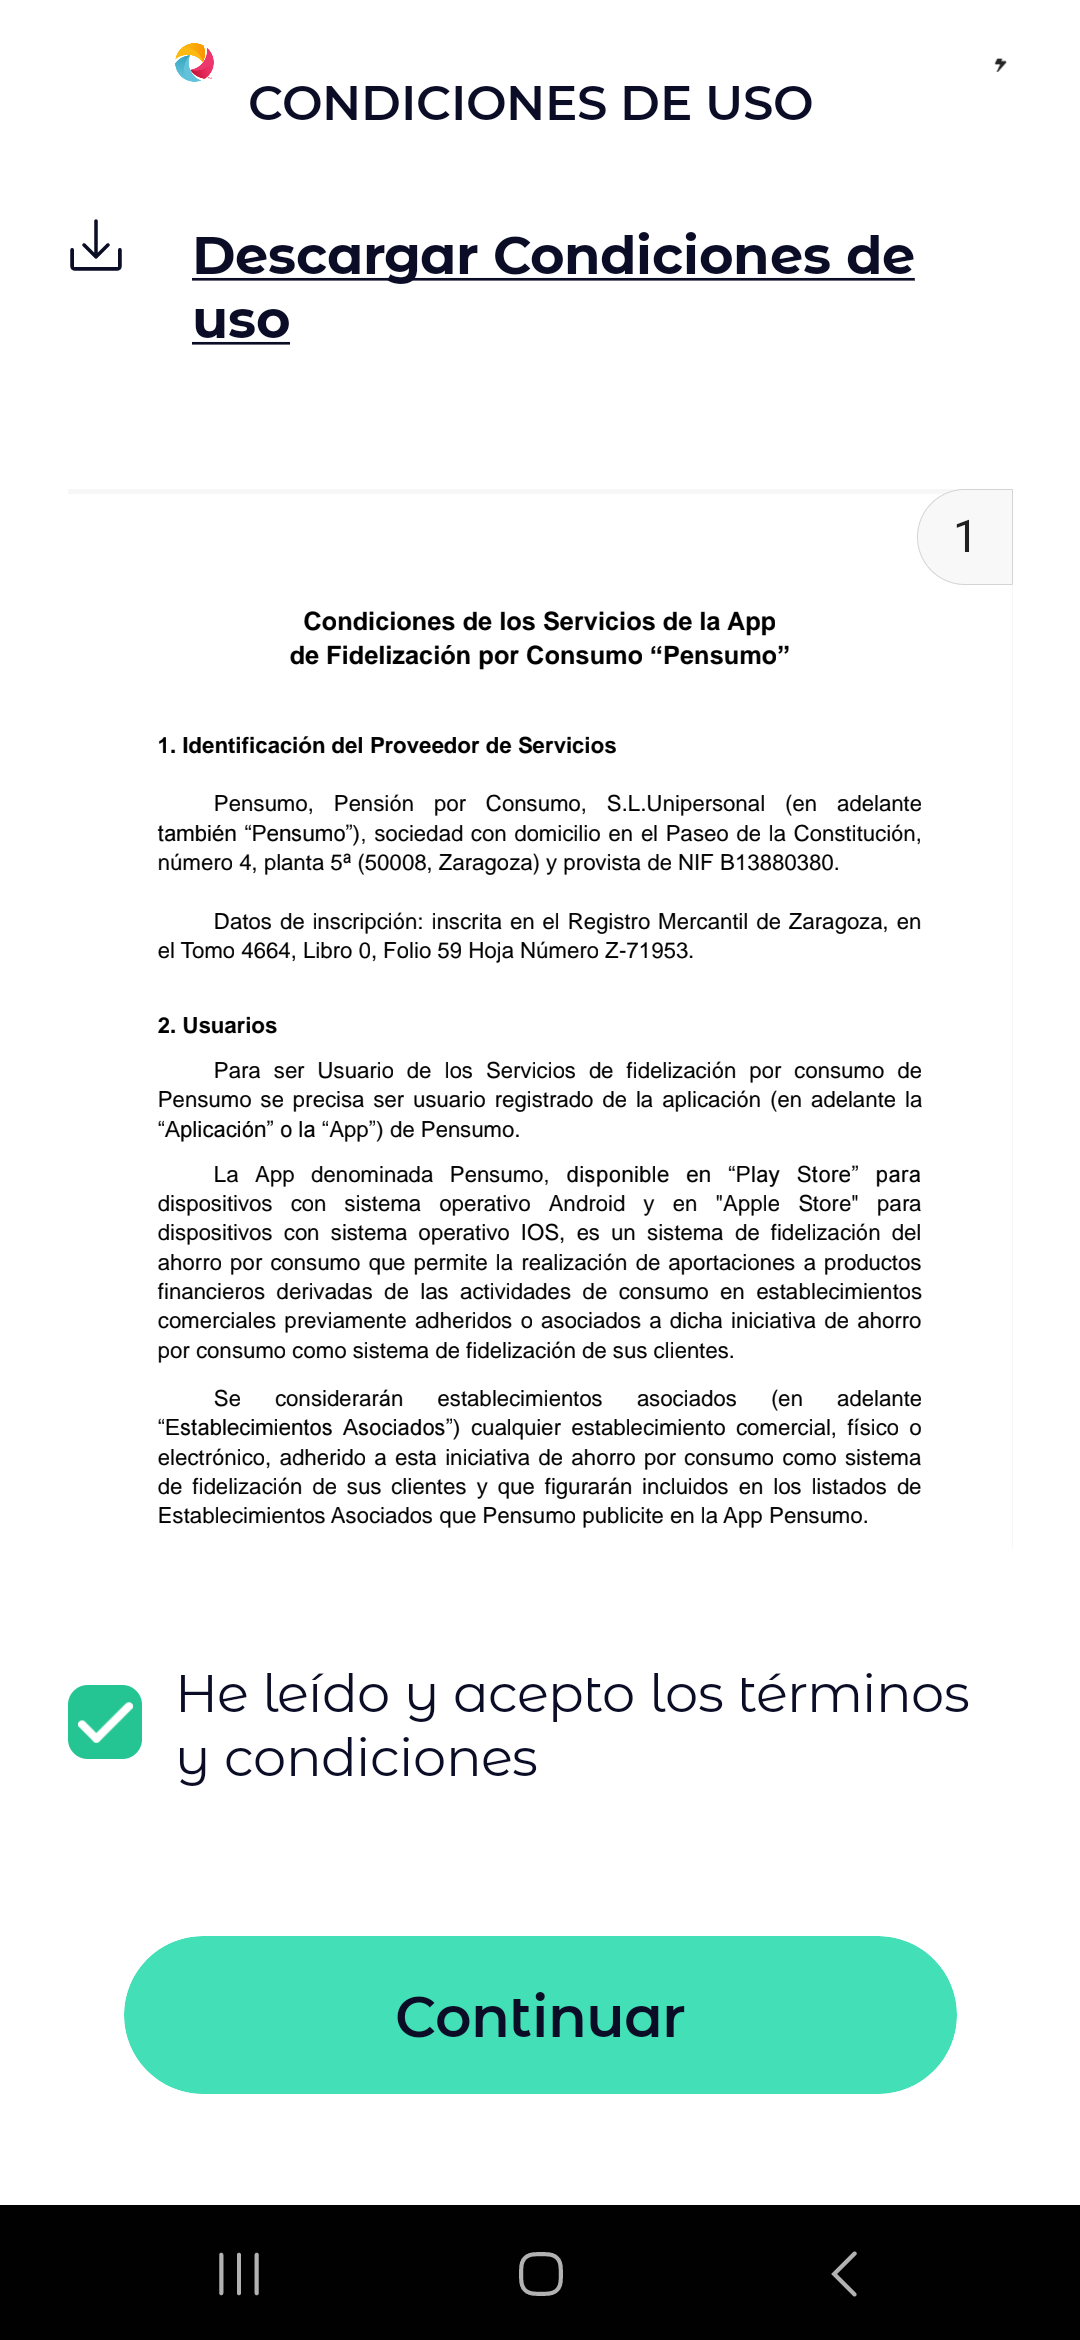 CONDICIONES DE USO
Descargar Condiciones de
uso
1
Condiciones de los Servicios de la App
de Fidelización por Consumo “Pensumo”
1. Identificación del Proveedor de Servicios
Pensumo, Pensión por Consumo, S.L.Unipersonal (en adelante
también “Pensumo”), sociedad con domicilio en el Paseo de la Constitución,
número 4, planta 5ª (50008, Zaragoza) y provista de NIF B13880380.
Datos de inscripción: inscrita en el Registro Mercantil de Zaragoza, en
el Tomo 4664, Libro 0, Folio 59 Hoja Número Z-71953.
2. Usuarios
Para ser Usuario de los Servicios de fidelización por consumo de
Pensumo se precisa ser usuario registrado de la aplicación (en adelante la
“Aplicación” o la “App”) de Pensumo.
La App denominada Pensumo, disponible en “Play Store” para
dispositivos con sistema operativo Android y en "Apple Store" para
dispositivos con sistema operativo IOS, es un sistema de fidelización del
ahorro por consumo que permite la realización de aportaciones a productos
financieros derivadas de las actividades de consumo en establecimientos
comerciales previamente adheridos o asociados a dicha iniciativa de ahorro
por consumo como sistema de fidelización de sus clientes.
Se considerarán establecimientos asociados (en adelante
“Establecimientos Asociados”) cualquier establecimiento comercial, físico o
electrónico, adherido a esta iniciativa de ahorro por consumo como sistema
de fidelización de sus clientes y que figurarán incluidos en los listados de
Establecimientos Asociados que Pensumo publicite en la App Pensumo.
He leído y acepto los términos
y condiciones
Continuar